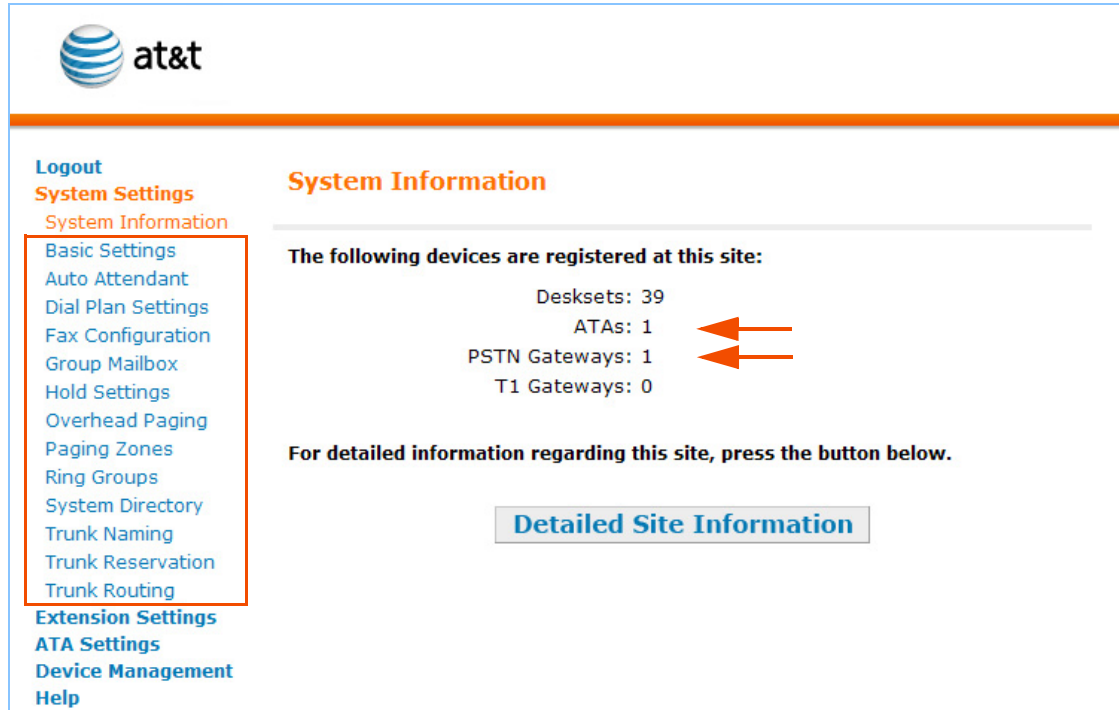 at&t
Logout
System Settings
System Information
Basic Settings
Auto Attendant
Dial Plan Settings
Fax Configuration
Group Mailbox
Hold Settings
Overhead Paging
Paging Zones
Ring Groups
System Directory
Trunk Naming
Trunk Reservation
Trunk Routing
Extension Settings
ATA Settings
Device Management
Help
System Information
The following devices are registered at this site:
Desksets: 39
ATAs: 1
PSTN Gateways: 1
T1 Gateways: 0
For detailed information regarding this site, press the button below.
Detailed Site Information